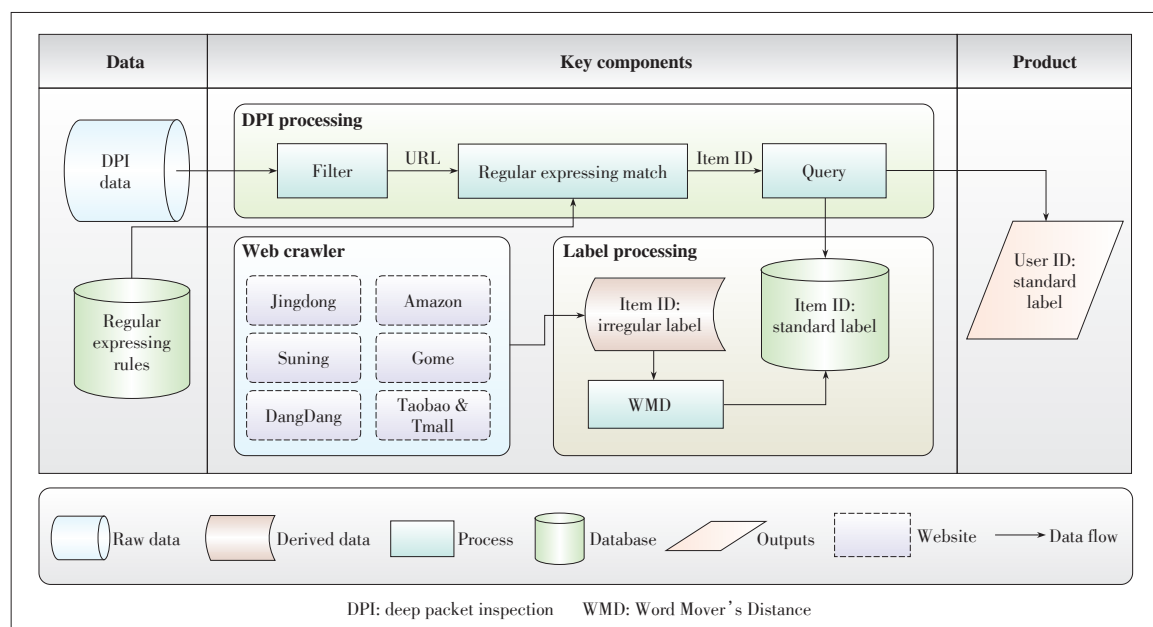 Data
Key components
Product
DPI processing
DPI
data
Filter
URL
Regular expressing match
Item ID
Query
Regular
expressing
rules
Web crawler
Jingdong
Amazon
Suning
Gome
DangDang
Taobao &
Tmall
Label processing
Item ID:
irregular label
WMD
Item ID:
standard label
User ID:
standard
label
Raw data
Derived data
Process
Database
Outputs
Website
Data flow
DPI: deep packet inspection WMD: Word Mover’s Distance